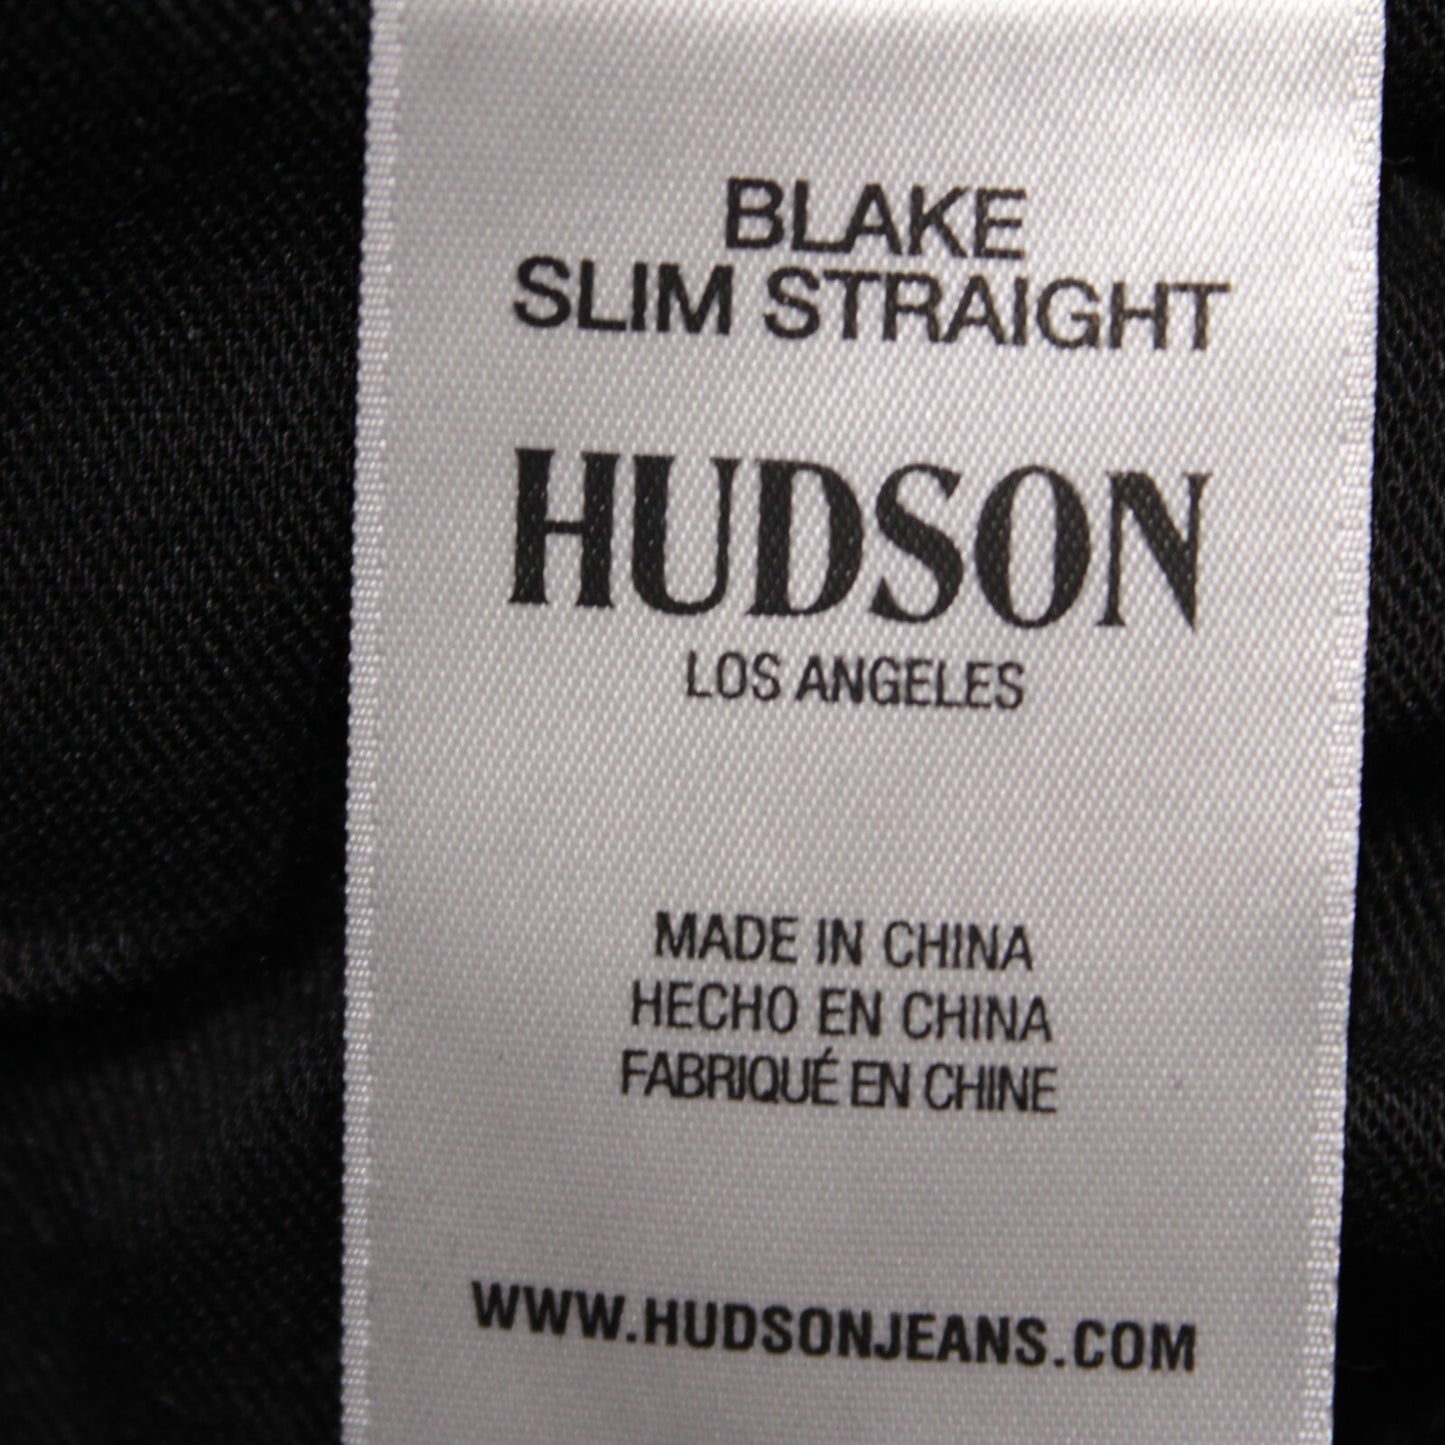 BLAKE
SLIM STRAIGHT
HUDSON
LOS ANGELES
MADE IN CHINA
HECHO EN CHINA
FABRIQUÉ EN CHINE
WWW.HUDSONJEANS.COM